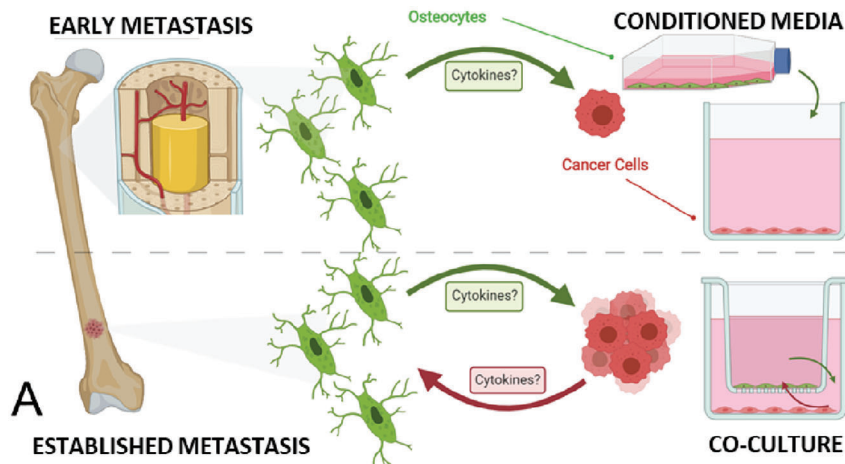 EARLY METASTASIS
Osteocytes
CONDITIONED MEDIA
Cytokines?
Cancer Cells
Cytokines?
Cytokines?
A
ESTABLISHED METASTASIS
CO-CULTURE